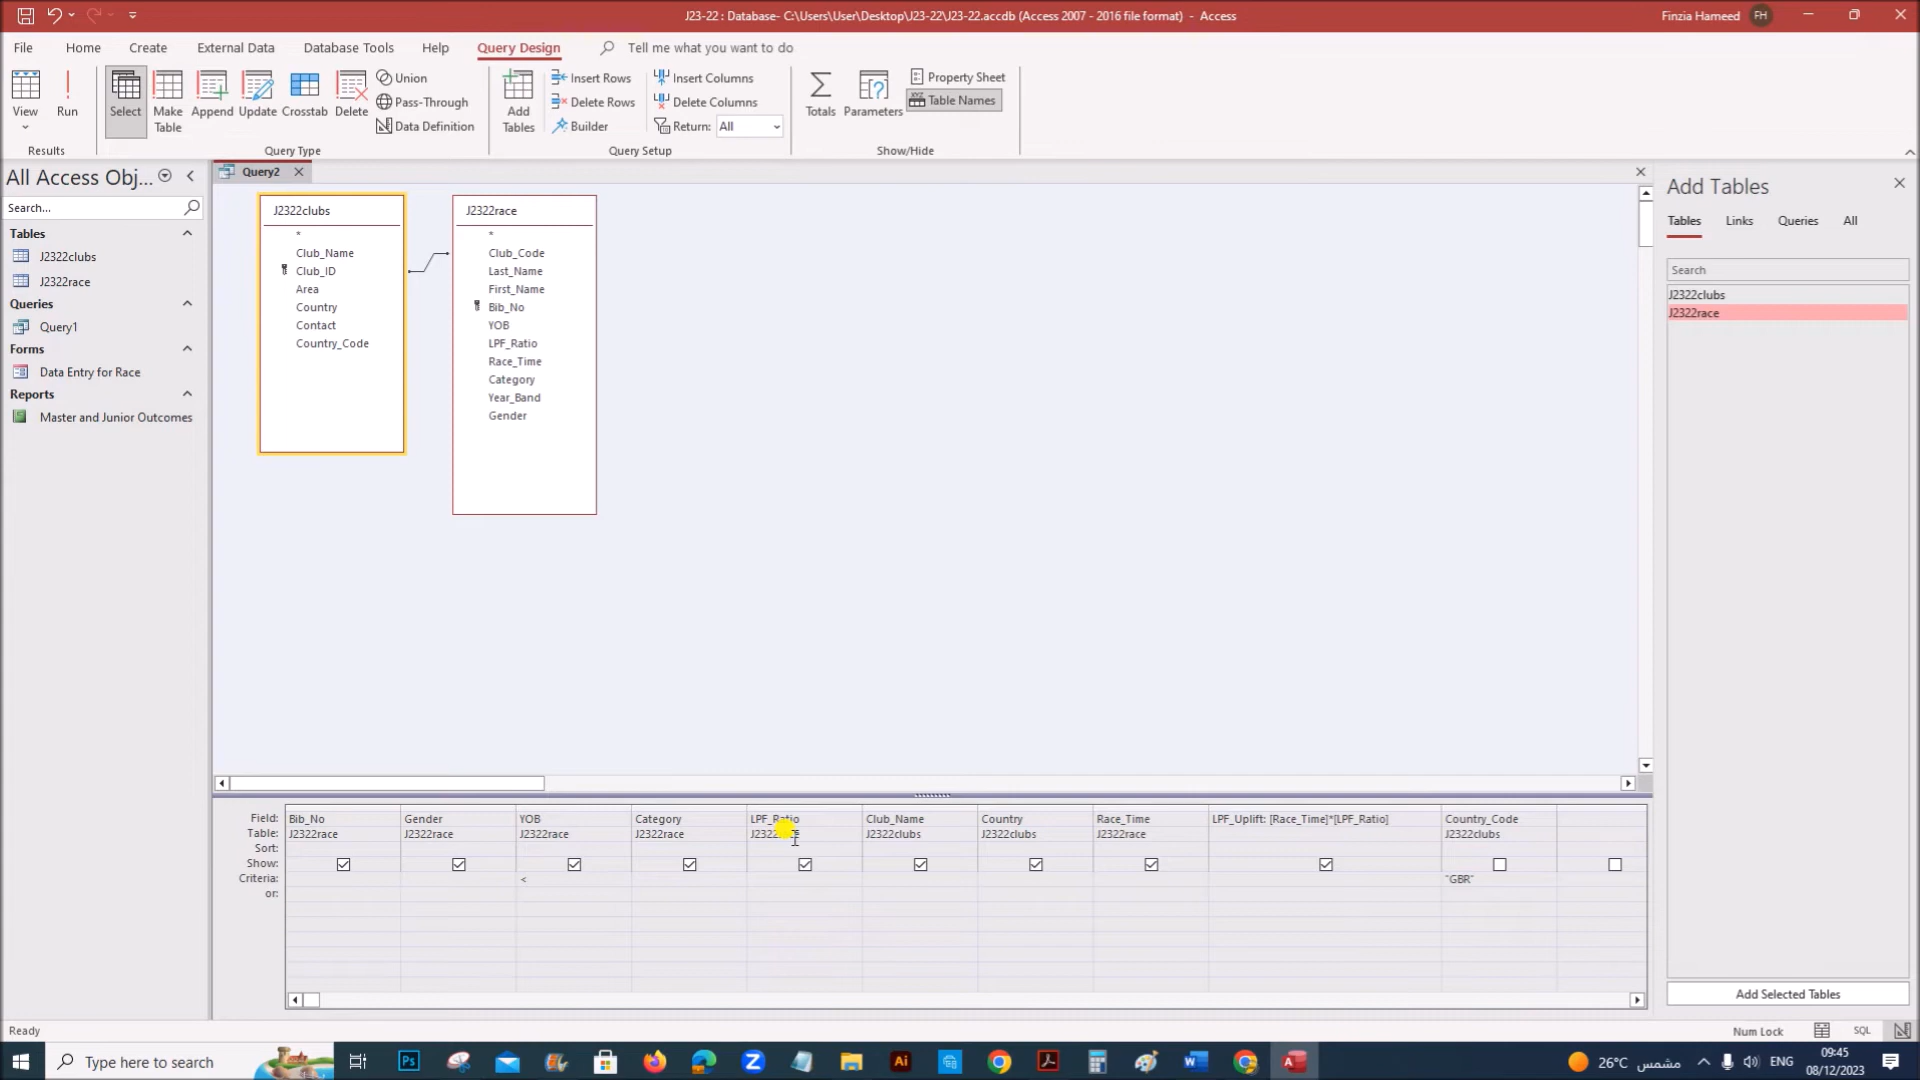 J23-22 : Database- C:\Users\User\Desktop\J23-22\J23-22.accdb (Access 2007 - 2016 file format) - Access
Finzia Hameed FH
File Home Create External Data Database Tools Help Query Design Tell me what you want to do
View
Run
Results
Select
Make Table
Append
Update
Crosstab
Delete
Union
Pass-Through
Data Definition
Query Type
Add Tables
Insert Rows
Delete Rows
Builder
Insert Columns
Delete Columns
Return: All
Query Setup
Totals
Parameters
Property Sheet
XYZ Table Names
Show/Hide
All Access Obj...
Search...
Tables
J2322clubs
J2322race
Queries
Query1
Forms
Data Entry for Race
Reports
Master and Junior Outcomes
Query2
J2322clubs
*
Club_Name
Club_ID
Area
Country
Contact
Country_Code
J2322race
*
Club_Code
Last_Name
First_Name
Bib_No
YOB
LPF_Ratio
Race_Time
Category
Year_Band
Gender
Add Tables
Tables Links Queries All
Search
J2322clubs
J2322race
Add Selected Tables
Field: Bib_No Gender YOB Category LPF_Ratio Club_Name Country Race_Time LPF_Uplift: [Race_Time]*[LPF_Ratio] Country_Code
Table: J2322race J2322race J2322race J2322race J2322race J2322clubs J2322clubs J2322race J2322clubs
Sort:
Show:
Criteria: < "GBR"
or:
Ready
Num Lock SQL
Type here to search
Ps
Ai
W
A
26°C مشمس
ENG
09:45
08/12/2023